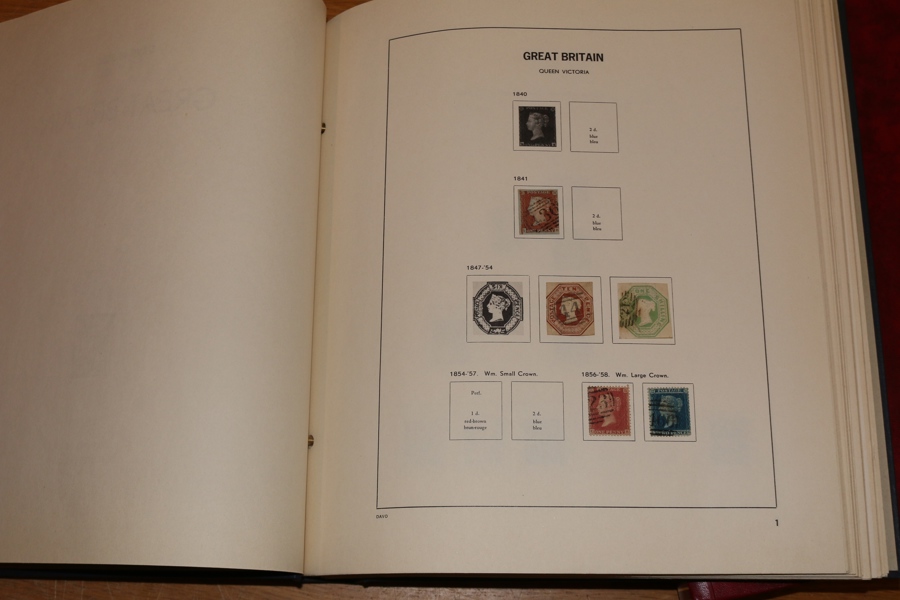 GREAT BRITAIN
QUEEN VICTORIA
1840
2 d.
blue
bleu
1841
2 d.
blue
bleu
1847-'54
1854-'57. Wm. Small Crown.
1856-'58. Wm. Large Crown.
Perf.
1 d.
red-brown
brunrouge
2 d.
blue
bleu
DAVO
1